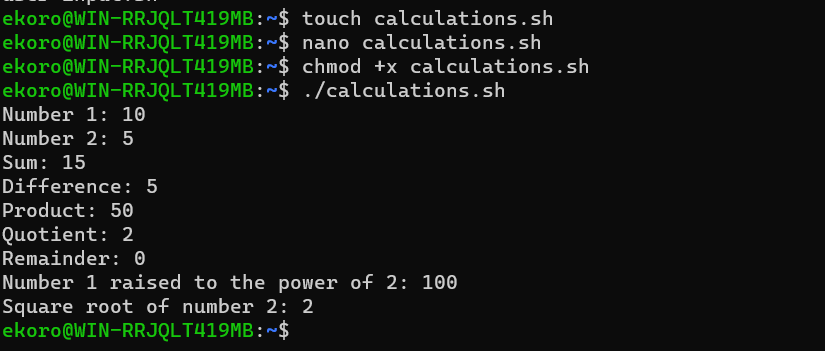 ekoro@WIN-RRJQLT419MB:~$ touch calculations.sh
ekoro@WIN-RRJQLT419MB:~$ nano calculations.sh
ekoro@WIN-RRJQLT419MB:~$ chmod +x calculations.sh
ekoro@WIN-RRJQLT419MB:~$ ./calculations.sh
Number 1: 10
Number 2: 5
Sum: 15
Difference: 5
Product: 50
Quotient: 2
Remainder: 0
Number 1 raised to the power of 2: 100
Square root of number 2: 2
ekoro@WIN-RRJQLT419MB:~$